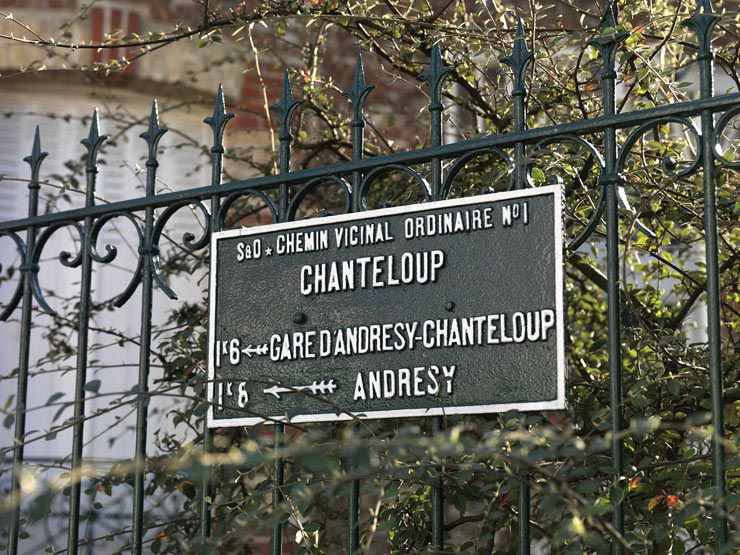 S&O ★ CHEMIN VICINAL ORDINAIRE Nº1
CHANTELOUP
1K6 ← GARE D'ANDRESY-CHANTELOUP
1K8 ← ANDRESY